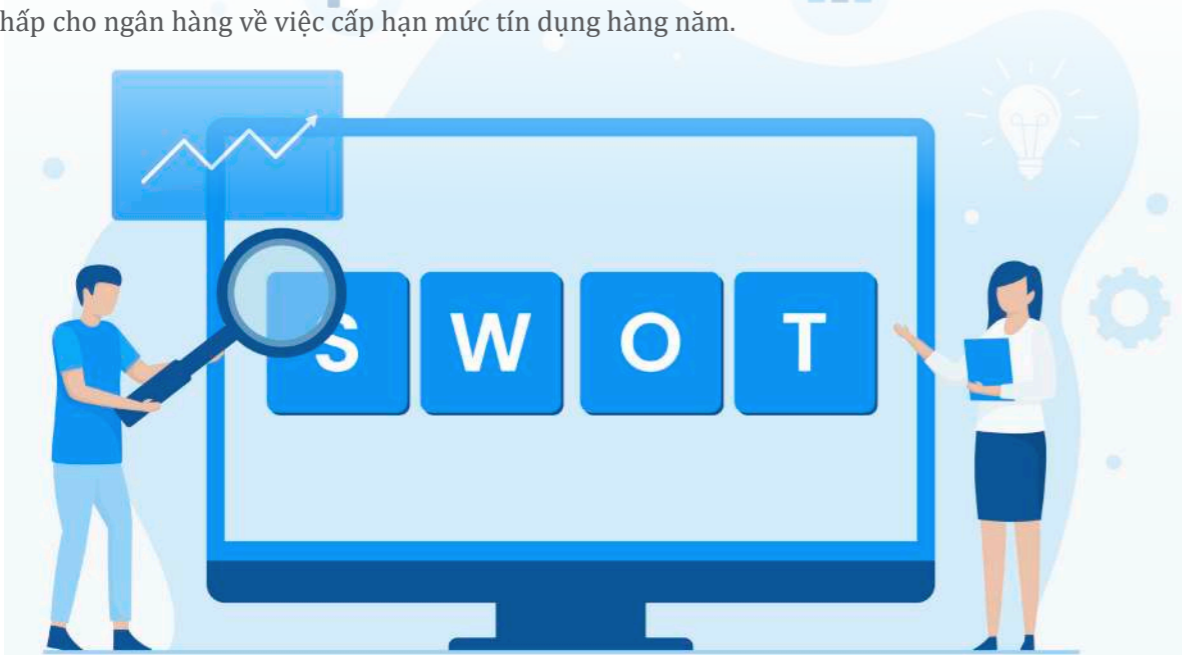 hấp cho ngân hàng về việc cấp hạn mức tín dụng hàng năm.
S W O T